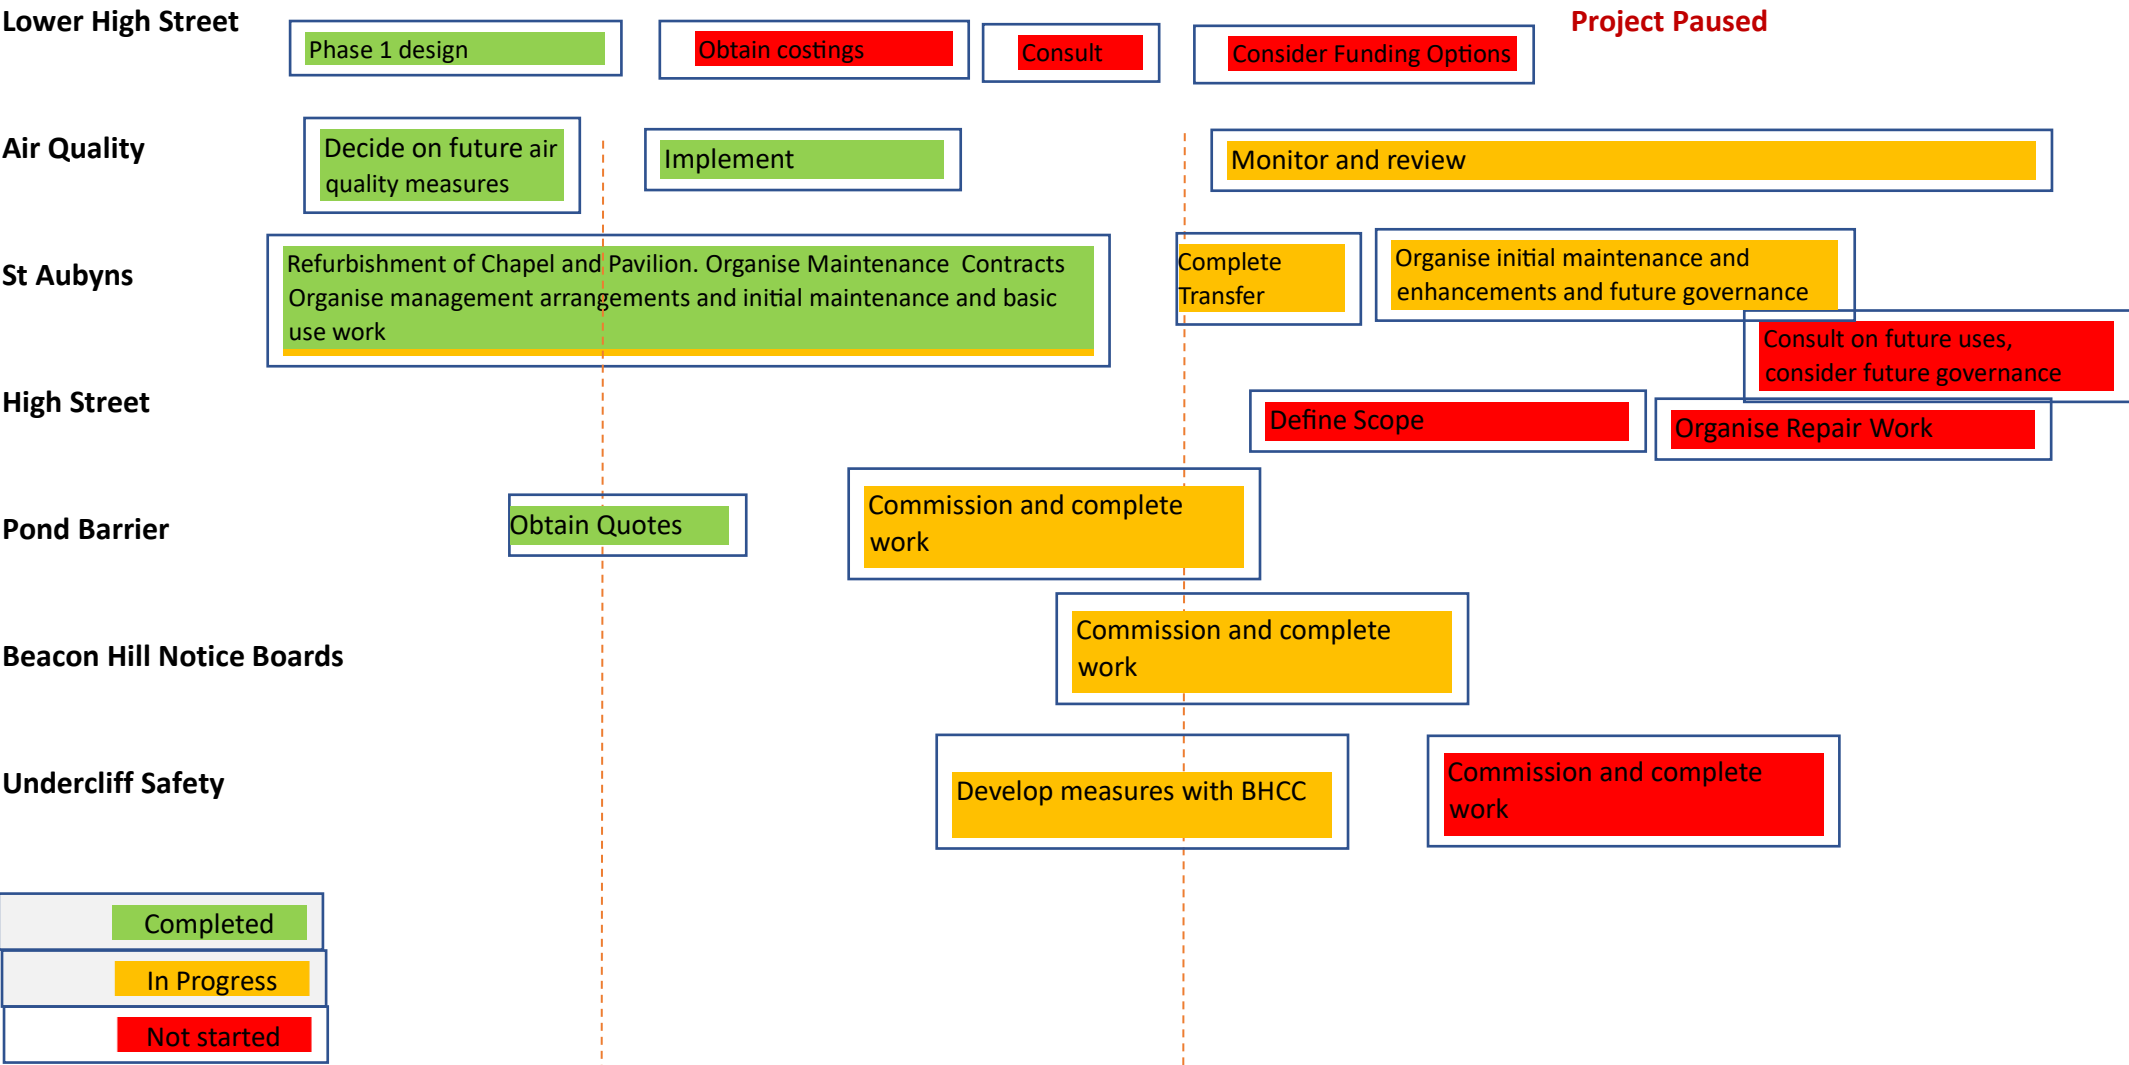 Lower High Street
Project Paused
Phase 1 design
Obtain costings
Consult
Consider Funding Options
Air Quality
Decide on future air
quality measures
Implement
Monitor and review
St Aubyns
Refurbishment of Chapel and Pavilion. Organise Maintenance Contracts
Organise management arrangements and initial maintenance and basic
use work
Complete
Transfer
Organise initial maintenance and
enhancements and future governance
Consult on future uses,
consider future governance
High Street
Define Scope
Organise Repair Work
Pond Barrier
Obtain Quotes
Commission and complete
work
Beacon Hill Notice Boards
Commission and complete
work
Undercliff Safety
Develop measures with BHCC
Commission and complete
work
Completed
In Progress
Not started